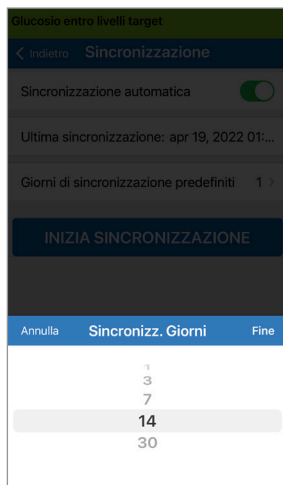 Glucosio entro livelli target
Indietro Sincronizzazione
Sincronizzazione automatica
Ultima sincronizzazione: apr 19, 2022 01:...
Giorni di sincronizzazione predefiniti 1
INIZIA SINCRONIZZAZIONE
Annulla Sincronizz. Giorni Fine
1
3
7
14
30